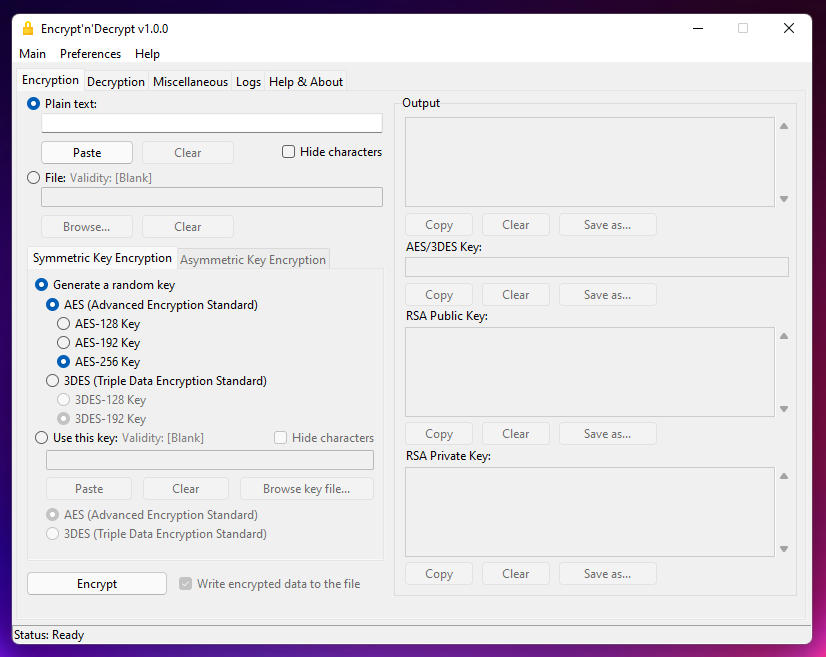 Encrypt'n'Decrypt v1.0.0
Main Preferences Help
Encryption Decryption Miscellaneous Logs Help & About
Plain text:
Paste Clear Hide characters
File: Validity: [Blank]
Browse... Clear
Symmetric Key Encryption Asymmetric Key Encryption
Generate a random key
AES (Advanced Encryption Standard)
AES-128 Key
AES-192 Key
AES-256 Key
3DES (Triple Data Encryption Standard)
3DES-128 Key
3DES-192 Key
Use this key: Validity: [Blank] Hide characters
Paste Clear Browse key file...
AES (Advanced Encryption Standard)
3DES (Triple Data Encryption Standard)
Encrypt Write encrypted data to the file
Output
Copy Clear Save as...
AES/3DES Key:
Copy Clear Save as...
RSA Public Key:
Copy Clear Save as...
RSA Private Key:
Copy Clear Save as...
Status: Ready